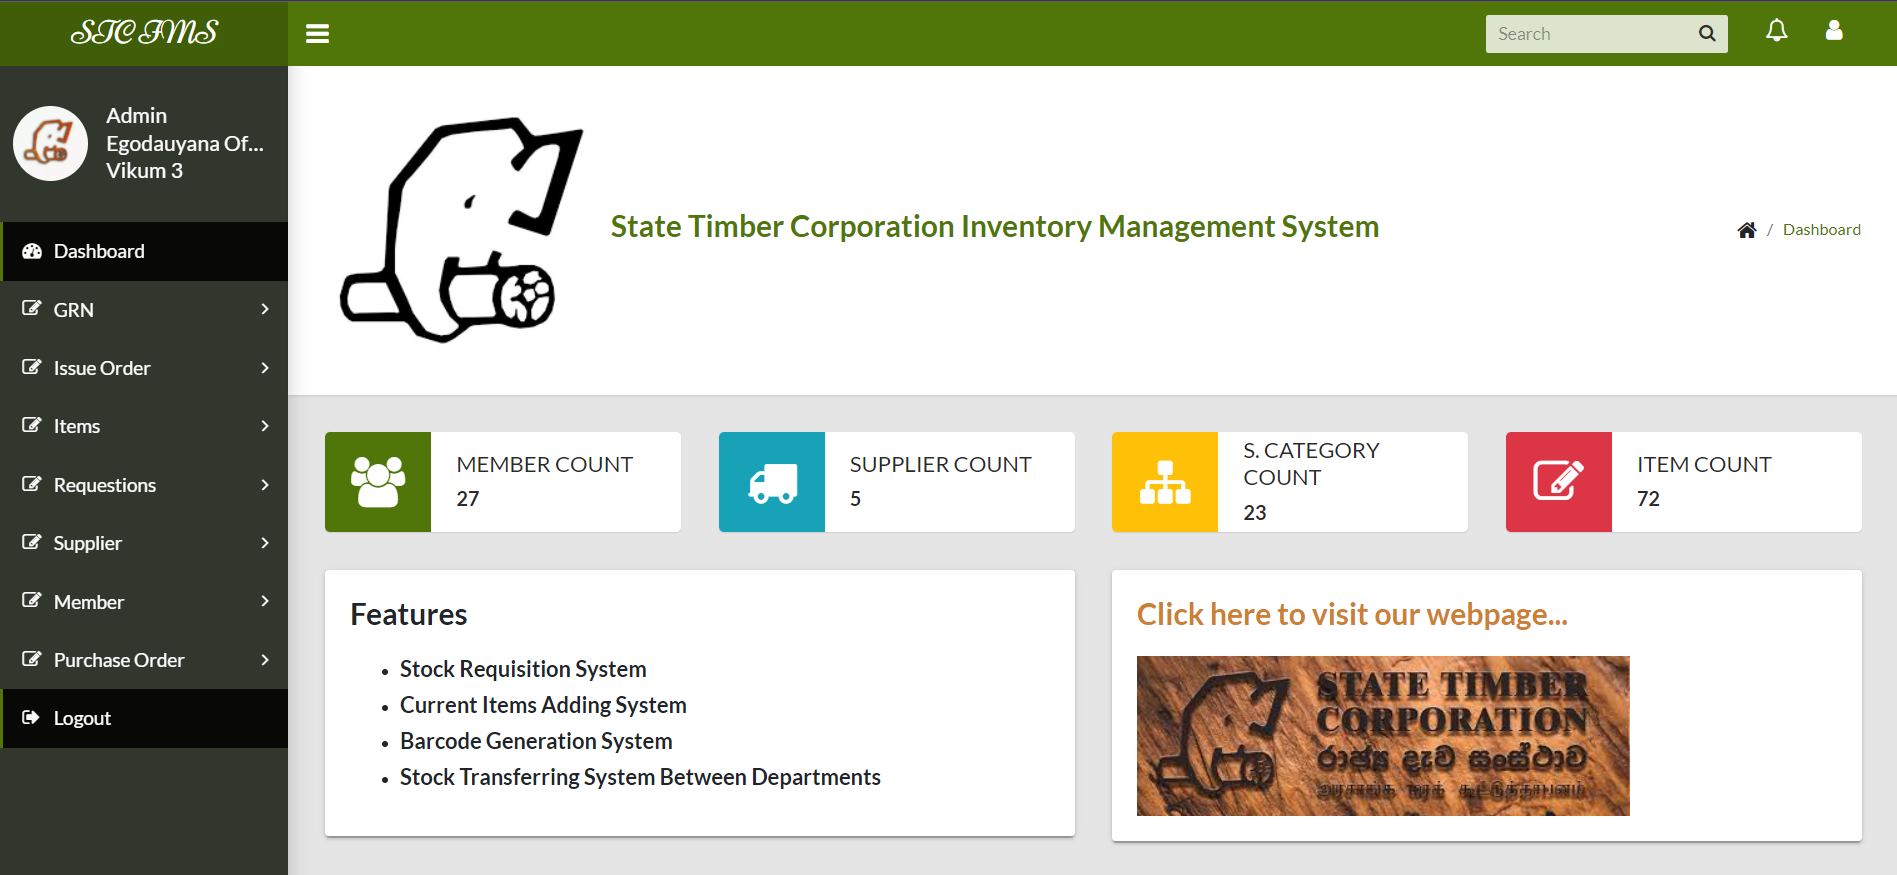 STC IMS
Search
Admin
Egodauyana Of...
Vikum 3
Dashboard
GRN
Issue Order
Items
Requestions
Supplier
Member
Purchase Order
Logout
State Timber Corporation Inventory Management System
/ Dashboard
MEMBER COUNT
27
SUPPLIER COUNT
5
S. CATEGORY
COUNT
23
ITEM COUNT
72
Features
• Stock Requisition System
• Current Items Adding System
• Barcode Generation System
• Stock Transferring System Between Departments
Click here to visit our webpage...
STATE TIMBER
CORPORATION
රාජ්‍ය දැව සංස්ථාව